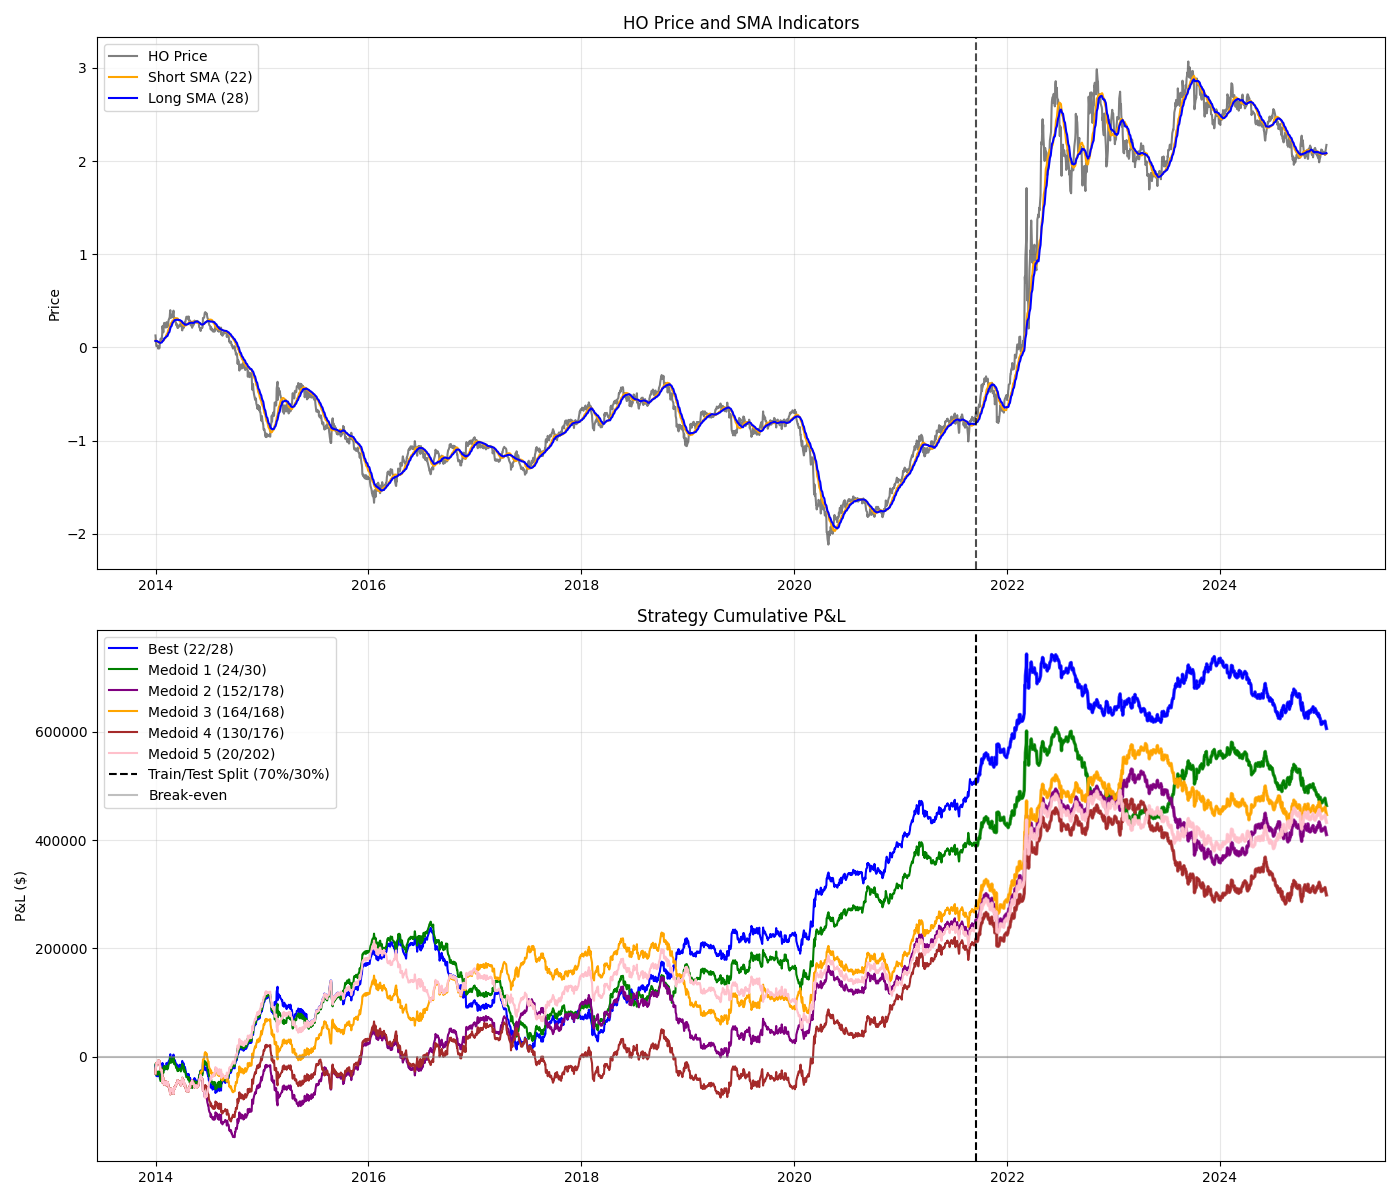 HO Price and SMA Indicators
HO Price
Short SMA (22)
Long SMA (28)
Price
3
2
1
0
−1
−2
2014
2016
2018
2020
2022
2024
Strategy Cumulative P&L
Best (22/28)
Medoid 1 (24/30)
Medoid 2 (152/178)
Medoid 3 (164/168)
Medoid 4 (130/176)
Medoid 5 (20/202)
Train/Test Split (70%/30%)
Break-even
P&L ($)
600000
400000
200000
0
2014
2016
2018
2020
2022
2024